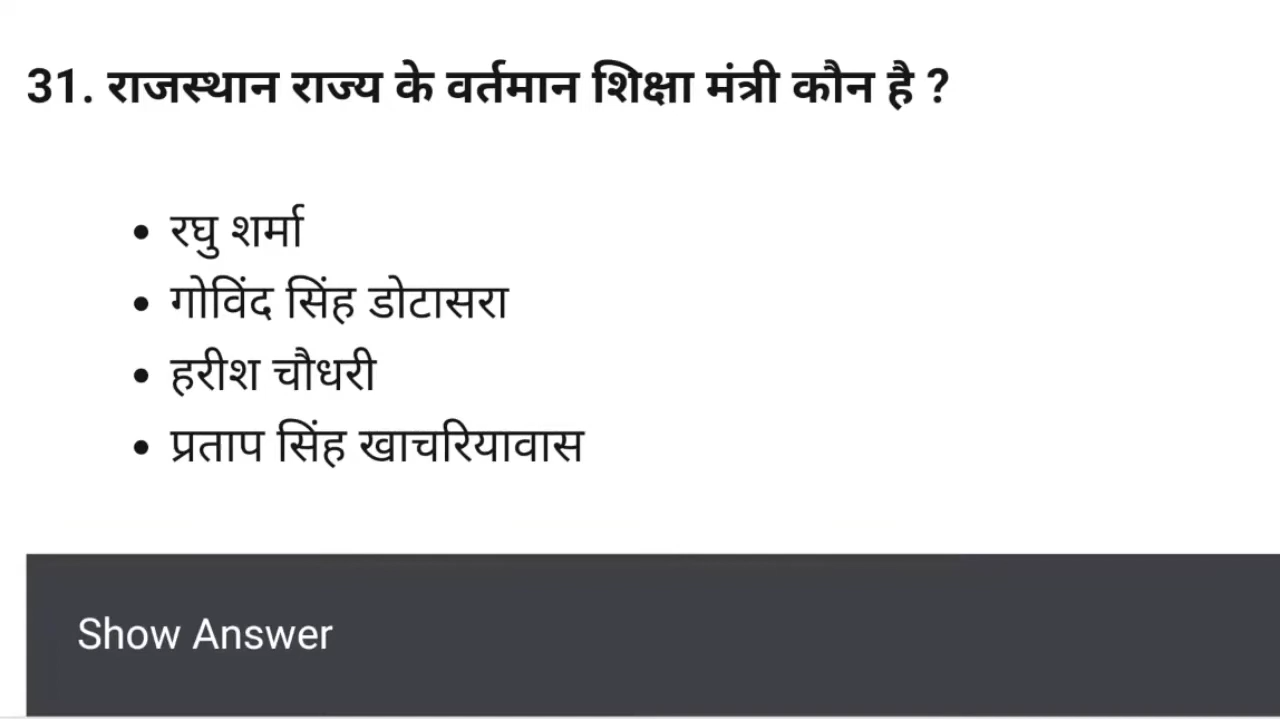 31. राजस्थान राज्य के वर्तमान शिक्षा मंत्री कौन है ?
• रघु शर्मा
• गोविंद सिंह डोटासरा
• हरीश चौधरी
• प्रताप सिंह खाचरियावास
Show Answer